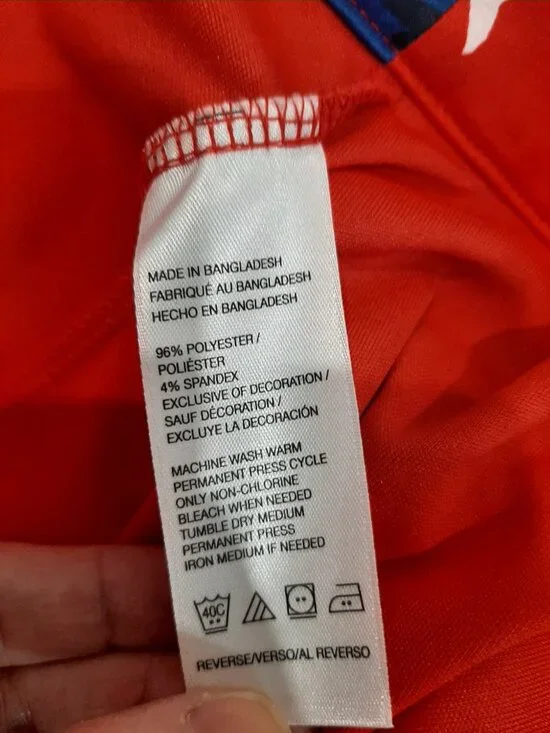 MADE IN BANGLADESH
FABRIQUÉ AU BANGLADESH
HECHO EN BANGLADESH
96% POLYESTER /
POLIÉSTER
4% SPANDEX
EXCLUSIVE OF DECORATION /
SAUF DÉCORATION /
EXCLUYE LA DECORACIÓN
MACHINE WASH WARM
PERMANENT PRESS CYCLE
ONLY NON-CHLORINE
BLEACH WHEN NEEDED
TUMBLE DRY MEDIUM
PERMANENT PRESS
IRON MEDIUM IF NEEDED
40C
REVERSE/VERSO/AL REVERSO